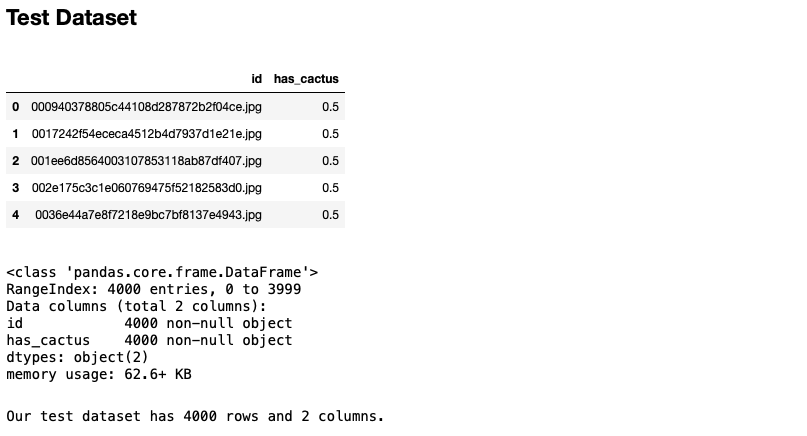 Test Dataset
id has_cactus
0 000940378805c44108d287872b2f04ce.jpg 0.5
1 0017242f54ececa4512b4d7937d1e21e.jpg 0.5
2 001ee6d8564003107853118ab87df407.jpg 0.5
3 002e175c3c1e060769475f52182583d0.jpg 0.5
4 0036e44a7e8f7218e9bc7bf8137e4943.jpg 0.5
<class 'pandas.core.frame.DataFrame'>
RangeIndex: 4000 entries, 0 to 3999
Data columns (total 2 columns):
id            4000 non-null object
has_cactus    4000 non-null object
dtypes: object(2)
memory usage: 62.6+ KB
Our test dataset has 4000 rows and 2 columns.